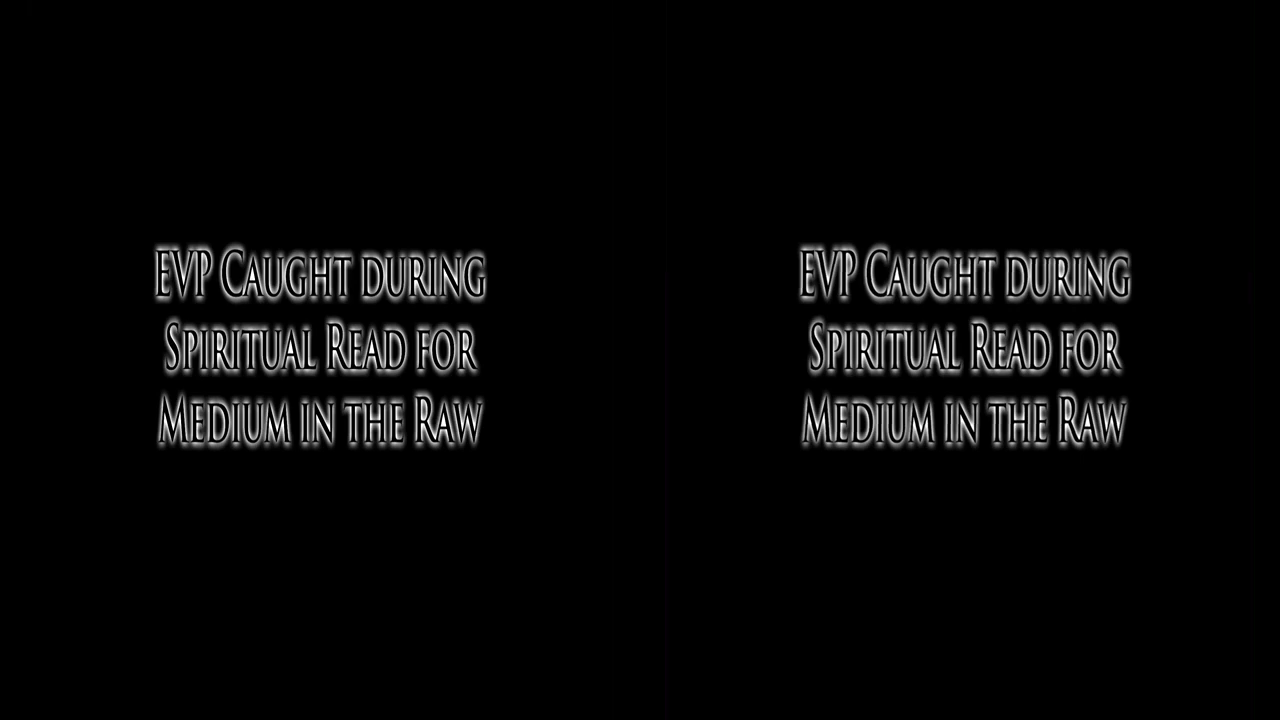 EVP Caught during
Spiritual Read for
Medium in the Raw
EVP Caught during
Spiritual Read for
Medium in the Raw